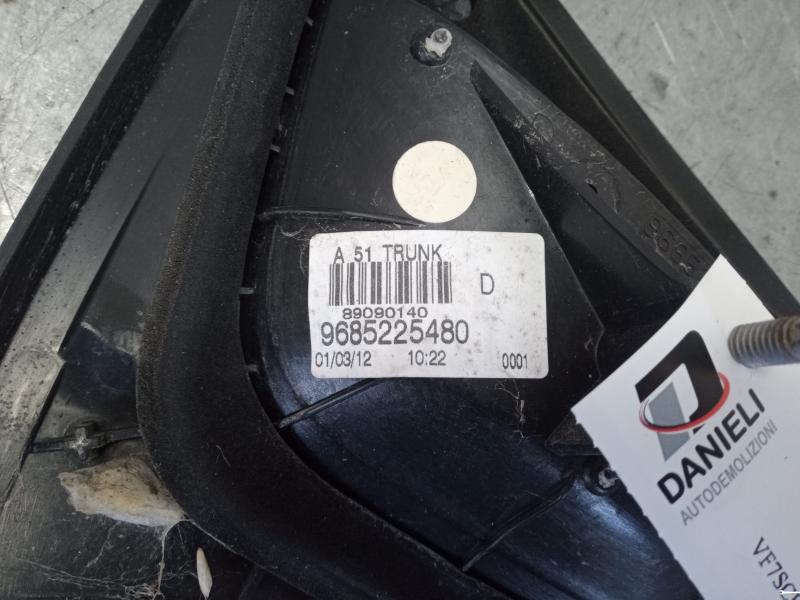 A 51 TRUNK
D
89090140
9685225480
01/03/12 10:22 0001
DANIELI
AUTODEMOLIZIONI